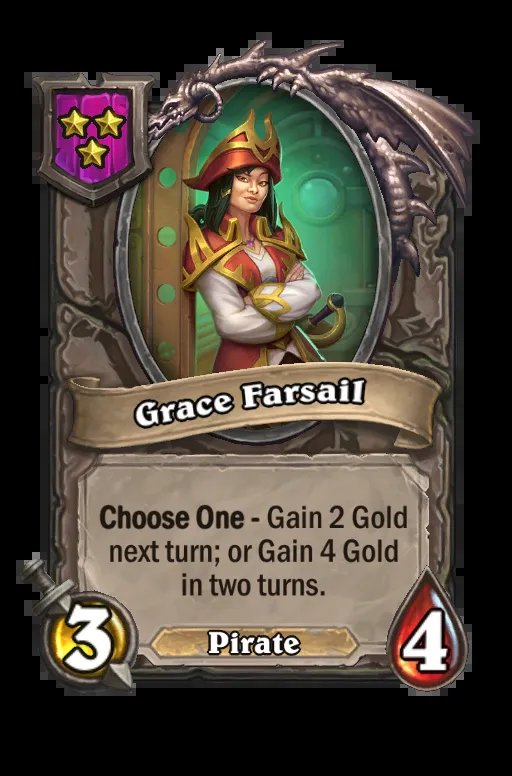 Grace Farsail
Choose One - Gain 2 Gold
next turn; or Gain 4 Gold
in two turns.
3
Pirate
4